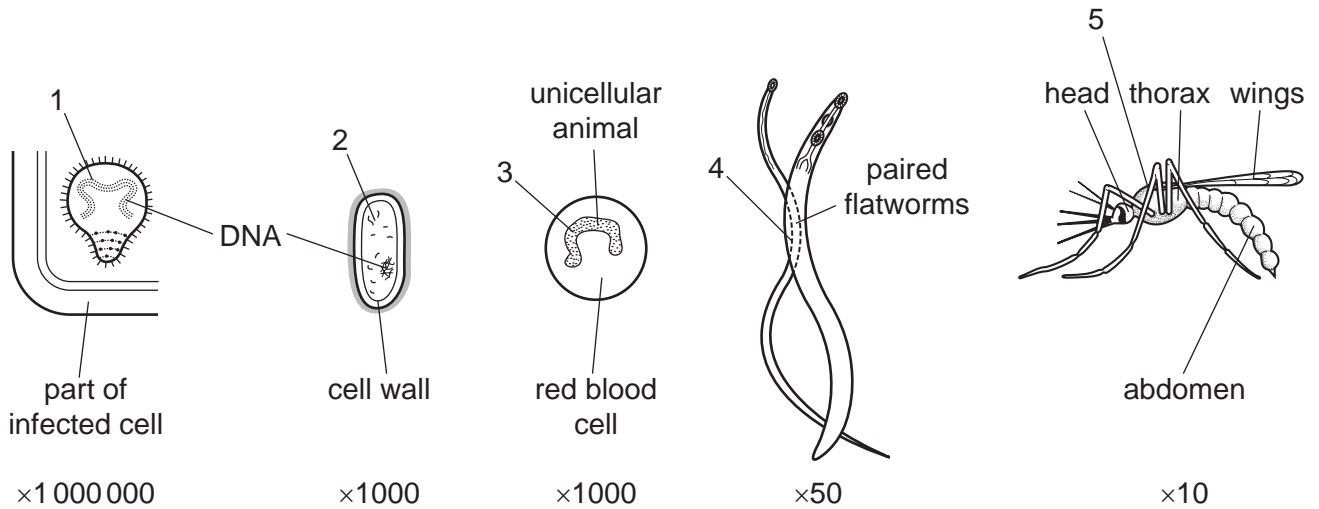 5
unicellular
animal
head thorax wings
1
2
3
4
paired
flatworms
DNA
part of
infected cell
cell wall
red blood
cell
abdomen
×1 000 000
×1000
×1000
×50
×10